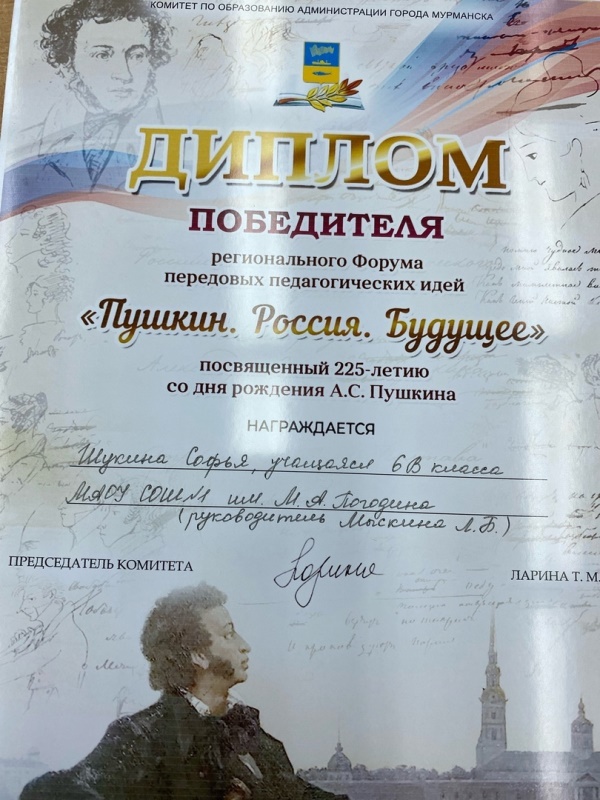 КОМИТЕТ ПО ОБРАЗОВАНИЮ АДМИНИСТРАЦИИ ГОРОДА МУРМАНСКА
ДИПЛОМ
ПОБЕДИТЕЛЯ
регионального Форума
передовых педагогических идей
«Пушкин. Россия. Будущее»
посвященный 225-летию
со дня рождения А.С. Пушкина
НАГРАЖДАЕТСЯ
Щукина Софья, учащаяся 6В класса
МАОУ СОШ №1 им. М.А. Погодина
(руководитель Мыскина Л.Б.)
ПРЕДСЕДАТЕЛЬ КОМИТЕТА
ЛАРИНА Т. М.